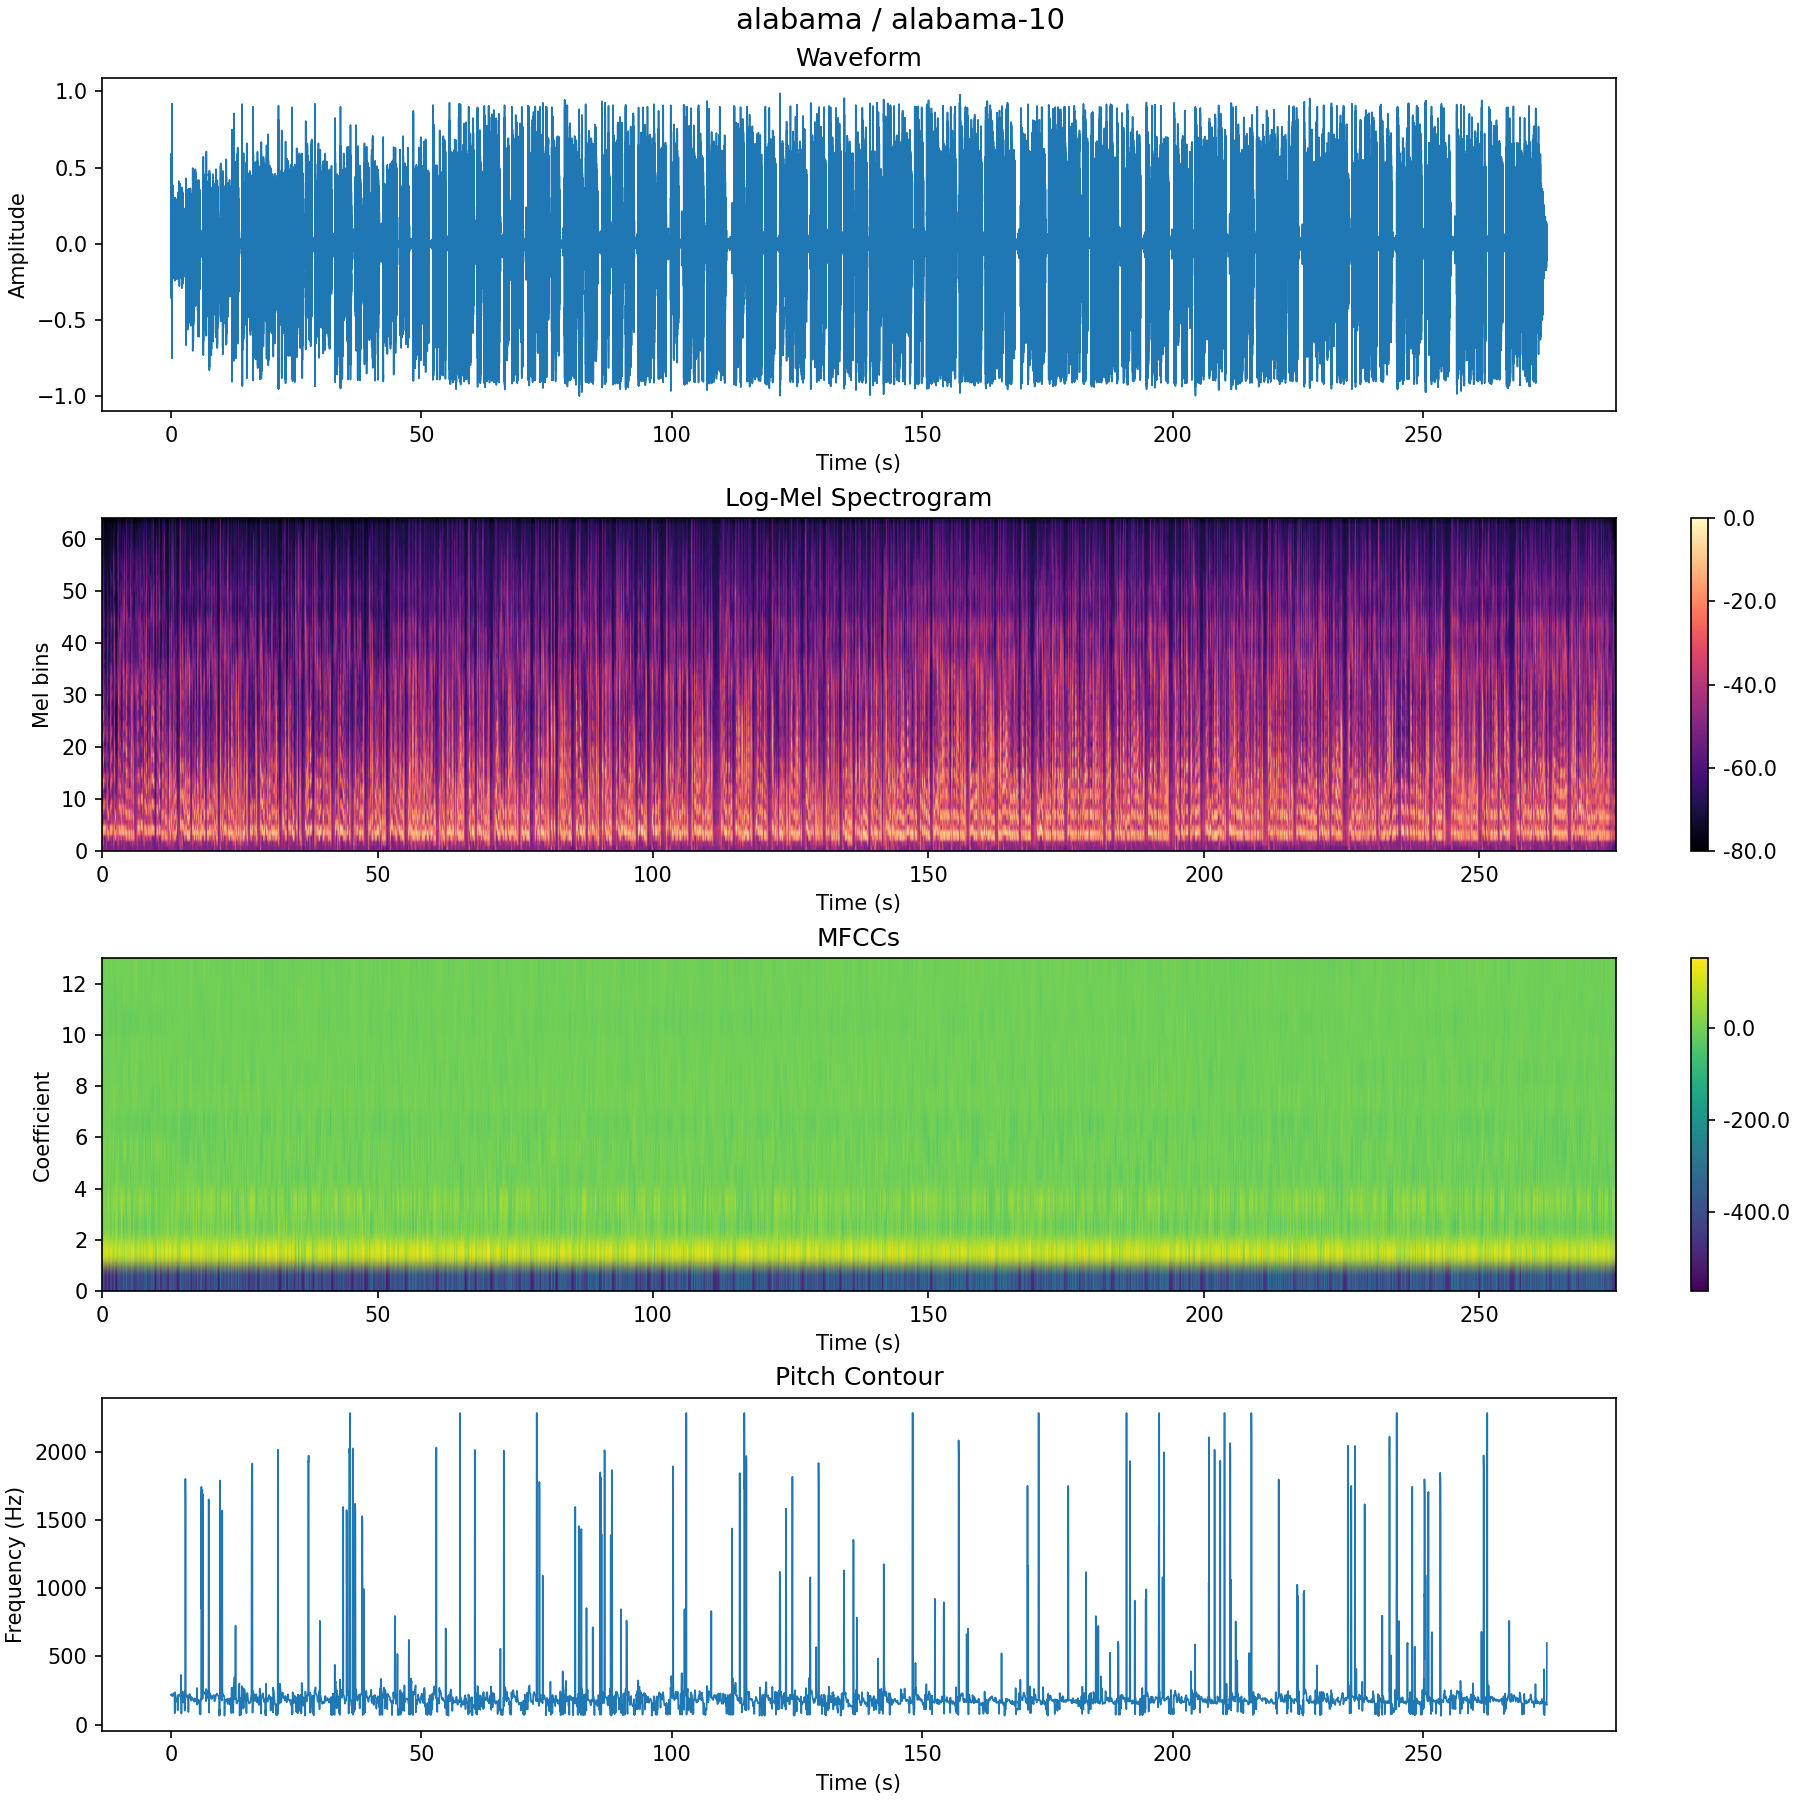 alabama / alabama-10
Waveform
Amplitude
1.0
0.5
0.0
−0.5
−1.0
0 50 100 150 200 250
Time (s)
Log-Mel Spectrogram
Mel bins
60
50
40
30
20
10
0
0 50 100 150 200 250
Time (s)
0.0
-20.0
-40.0
-60.0
-80.0
MFCCs
Coefficient
12
10
8
6
4
2
0
0 50 100 150 200 250
Time (s)
0.0
-200.0
-400.0
Pitch Contour
Frequency (Hz)
2000
1500
1000
500
0
0 50 100 150 200 250
Time (s)